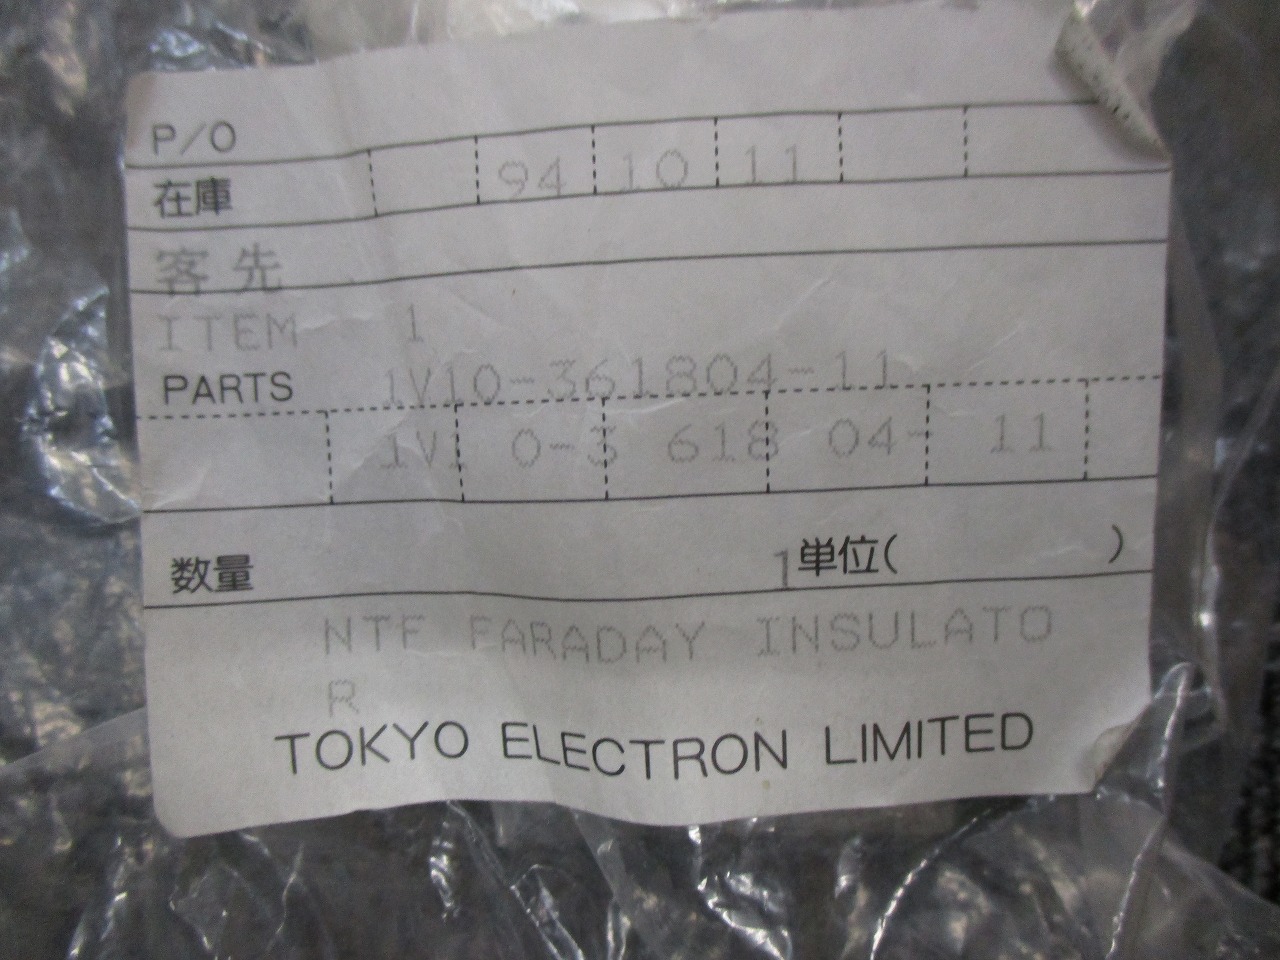 P/O
94 10 11
在庫
客先
ITEM 1
PARTS 1V10-361804-11
1V1 0-3 618 04- 11
数量 1 単位( )
NTF FARADAY INSULATO
R
TOKYO ELECTRON LIMITED